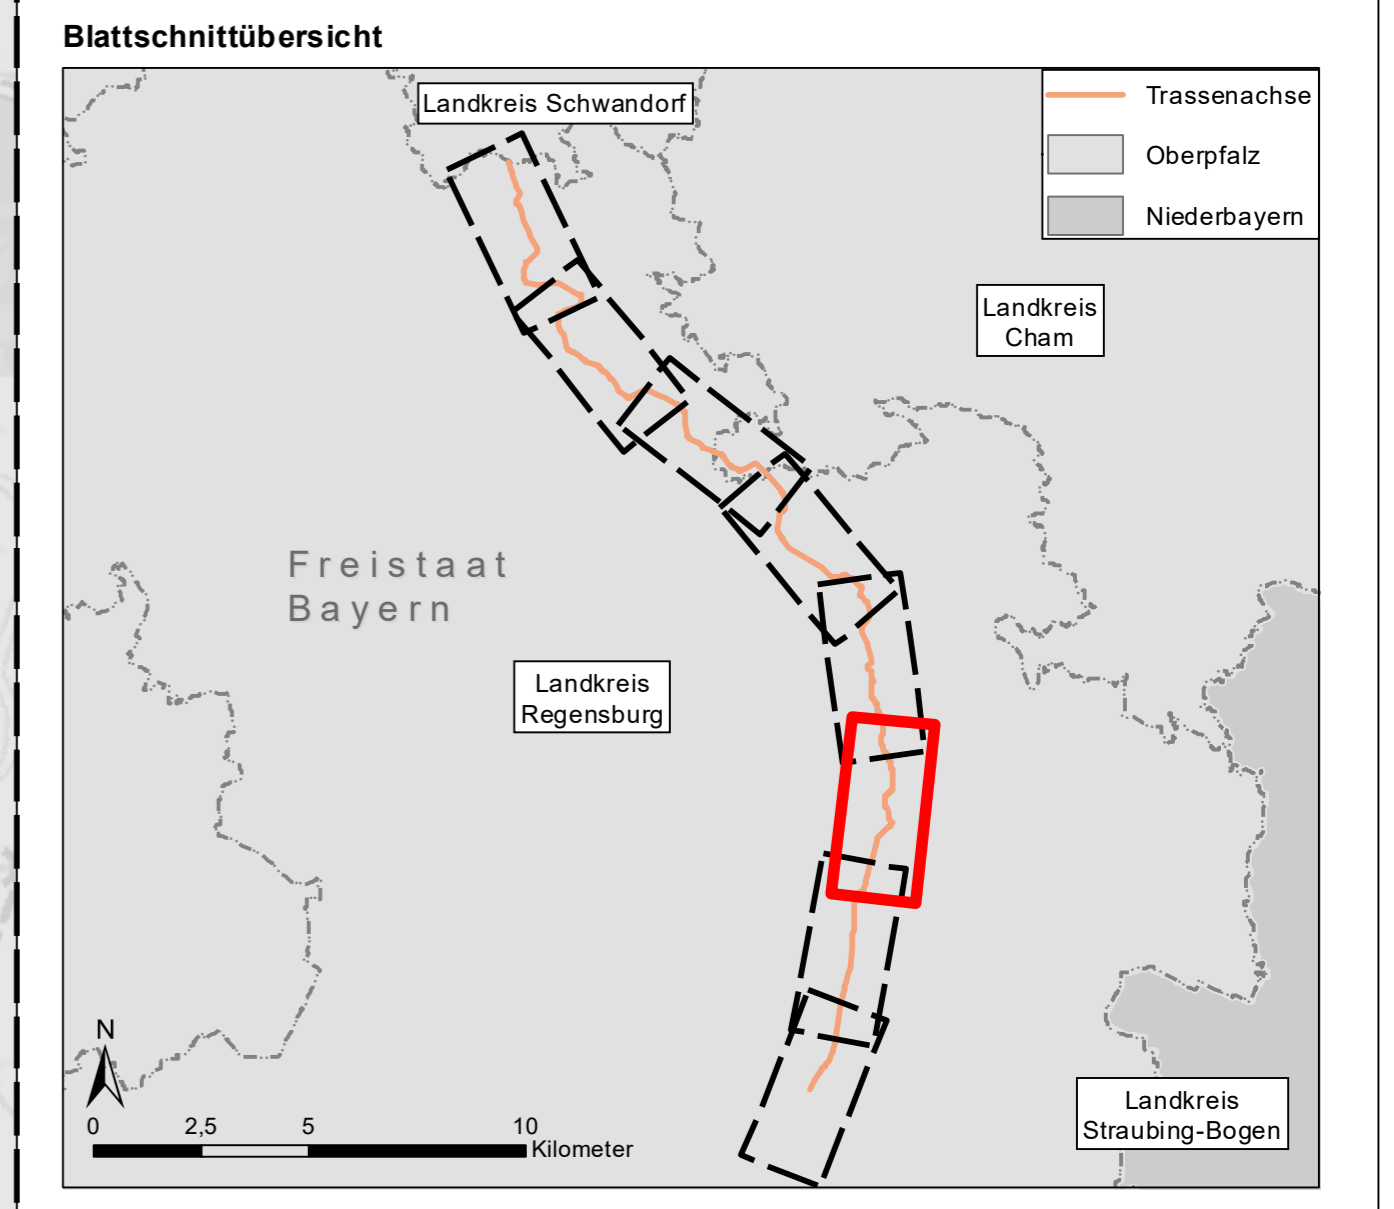 Blattschnittübersicht
Landkreis Schwandorf
Trassenachse
Oberpfalz
Niederbayern
Landkreis
Cham
Freistaat
Bayern
Landkreis
Regensburg
N
0 2,5 5 10
Kilometer
Landkreis
Straubing-Bogen